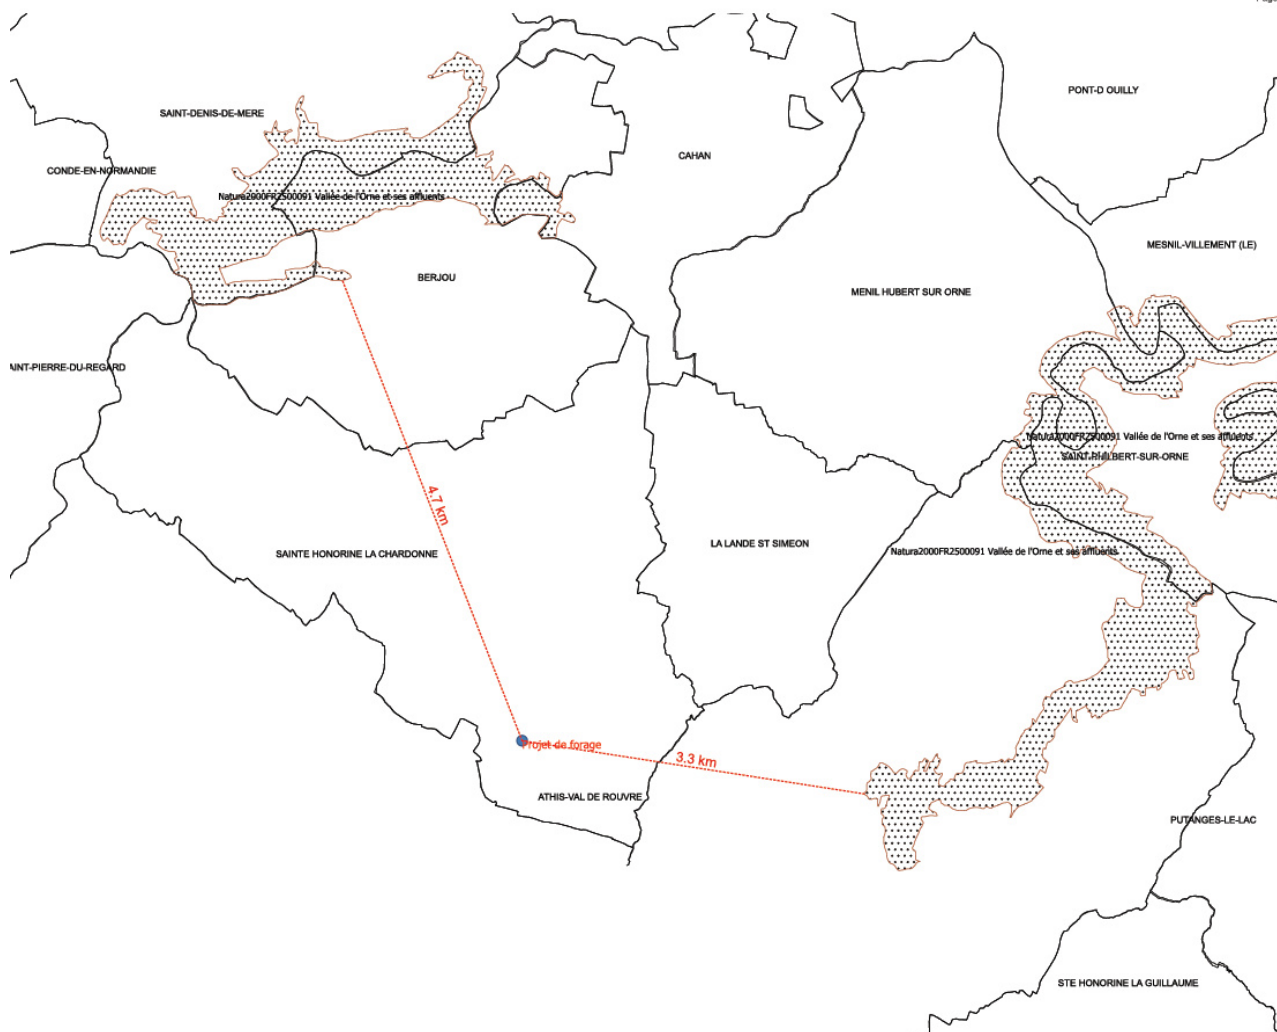 PONT-D OUILLY
SAINT-DENIS-DE-MERE
CAHAN
CONDE-EN-NORMANDIE
Natura2000FR2500091 Vallée de l'Orne et ses affluents
MESNIL-VILLEMENT (LE)
BERJOU
MENIL HUBERT SUR ORNE
AINT-PIERRE-DU-REGARD
Natura2000FR2500091 Vallée de l'Orne et ses affluents
SAINT-PHILBERT-SUR-ORNE
4.7 km
LA LANDE ST SIMEON
SAINTE HONORINE LA CHARDONNE
Natura2000FR2500091 Vallée de l'Orne et ses affluents
Projet de forage
3.3 km
ATHIS-VAL DE ROUVRE
PUTANGES-LE-LAC
STE HONORINE LA GUILLAUME